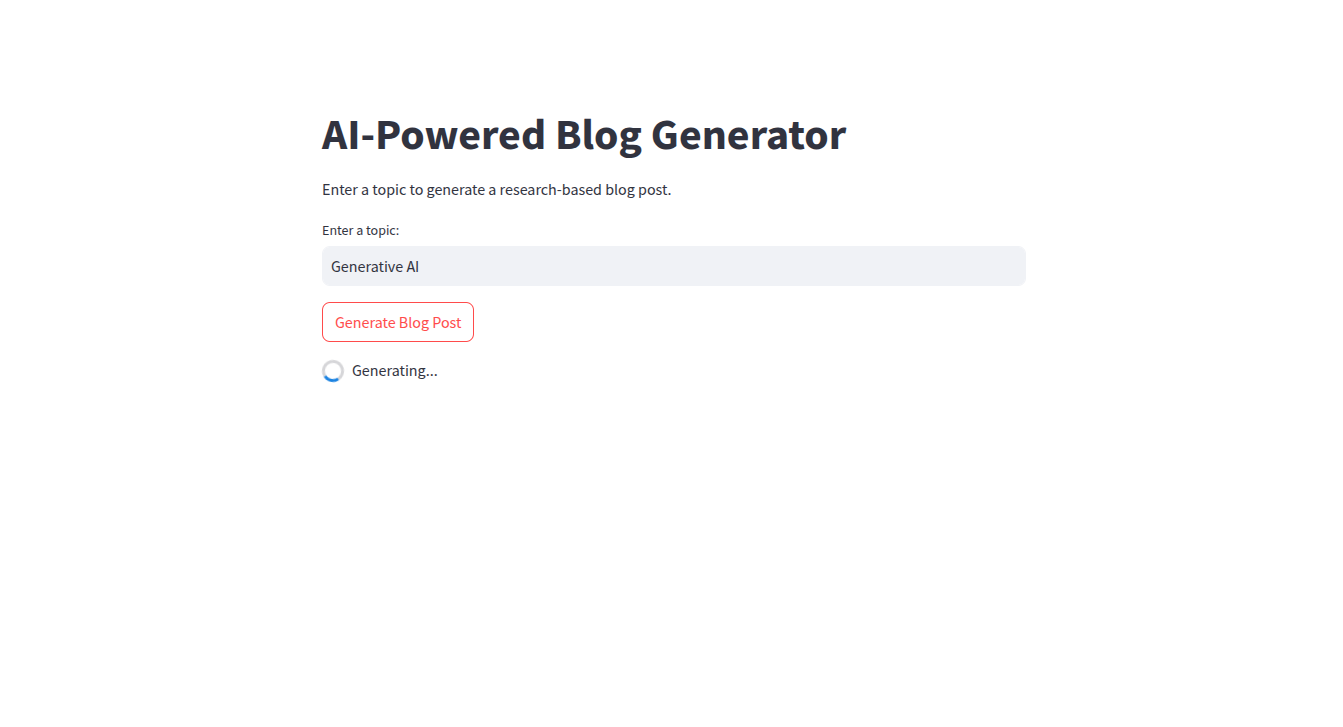 AI-Powered Blog Generator
Enter a topic to generate a research-based blog post.
Enter a topic:
Generative AI
Generate Blog Post
Generating...